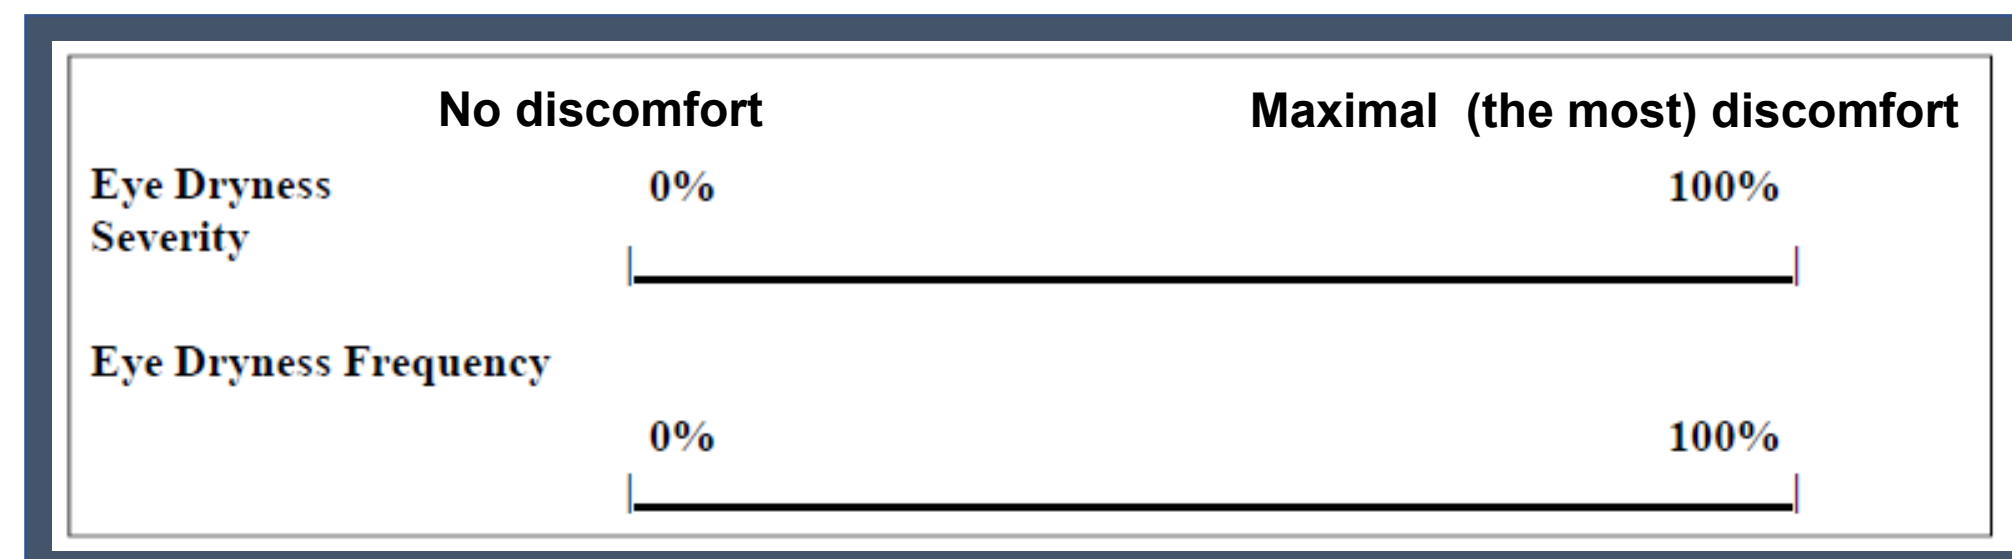 No discomfort Maximal (the most) discomfort
Eye Dryness 0% 100%
Severity
Eye Dryness Frequency
0% 100%